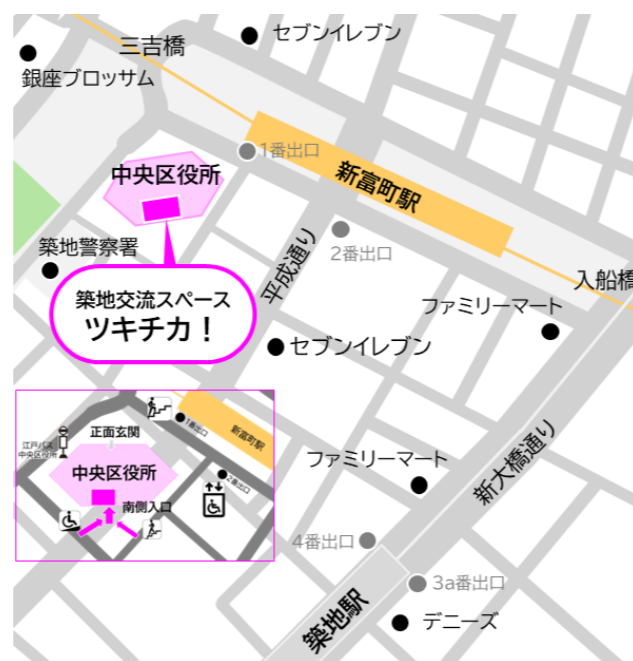 セブンイレブン
三吉橋
銀座ブロッサム
1番出口
中央区役所
新富町駅
築地警察署
2番出口
平成通り
入船橋
築地交流スペース
ツキチカ！
ファミリーマート
セブンイレブン
正面玄関
1番出口
新富町駅
江戸バス
中央区役所
中央区役所
2番出口
南側入口
ファミリーマート
新大橋通り
4番出口
3a番出口
築地駅
デニーズ